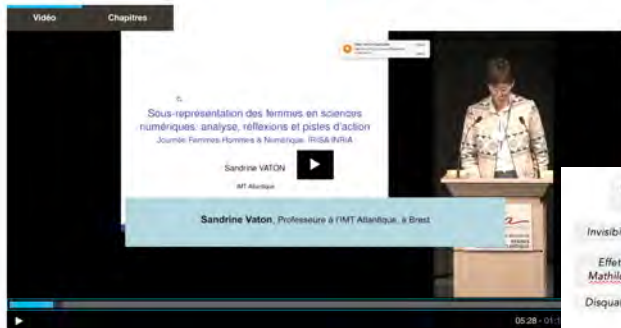 Vidéo
Chapitres
Sous-représentation des femmes en sciences
numériques: analyse, réflexions et pistes d'action
Journée Femmes-Hommes & Numérique, IRISA-INRIA
Sandrine VATON
IMT Atlantique
Sandrine Vaton, Professeure à l'IMT Atlantique, à Brest
Invisibi
Effet
Mathild
Disqua
05:28